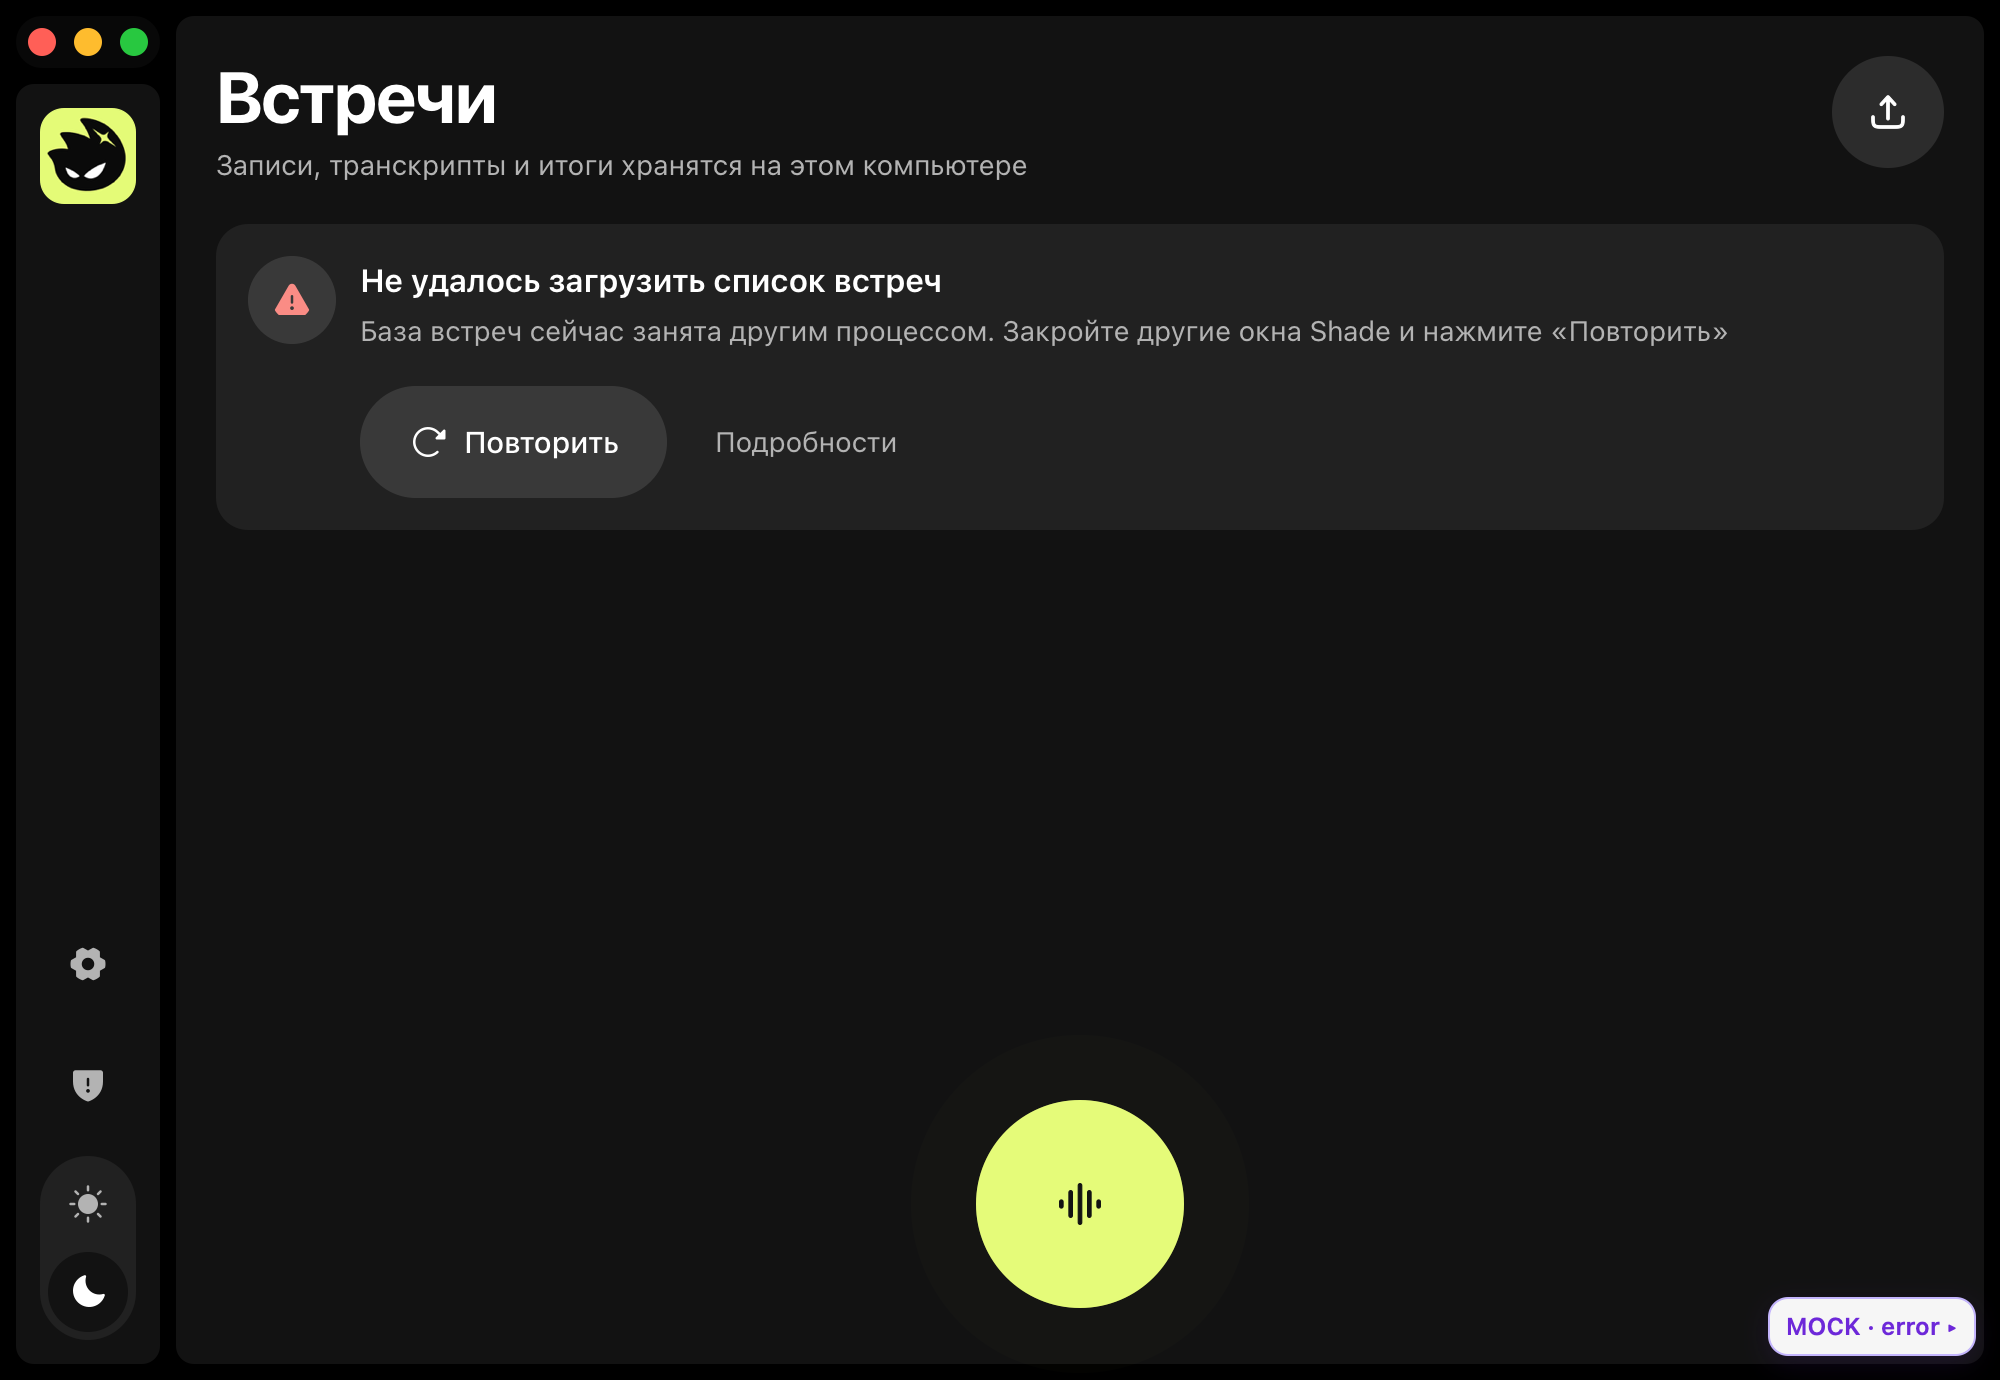 Встречи
Записи, транскрипты и итоги хранятся на этом компьютере
Не удалось загрузить список встреч
База встреч сейчас занята другим процессом. Закройте другие окна Shade и нажмите «Повторить»
Повторить
Подробности
MOCK · error ▸